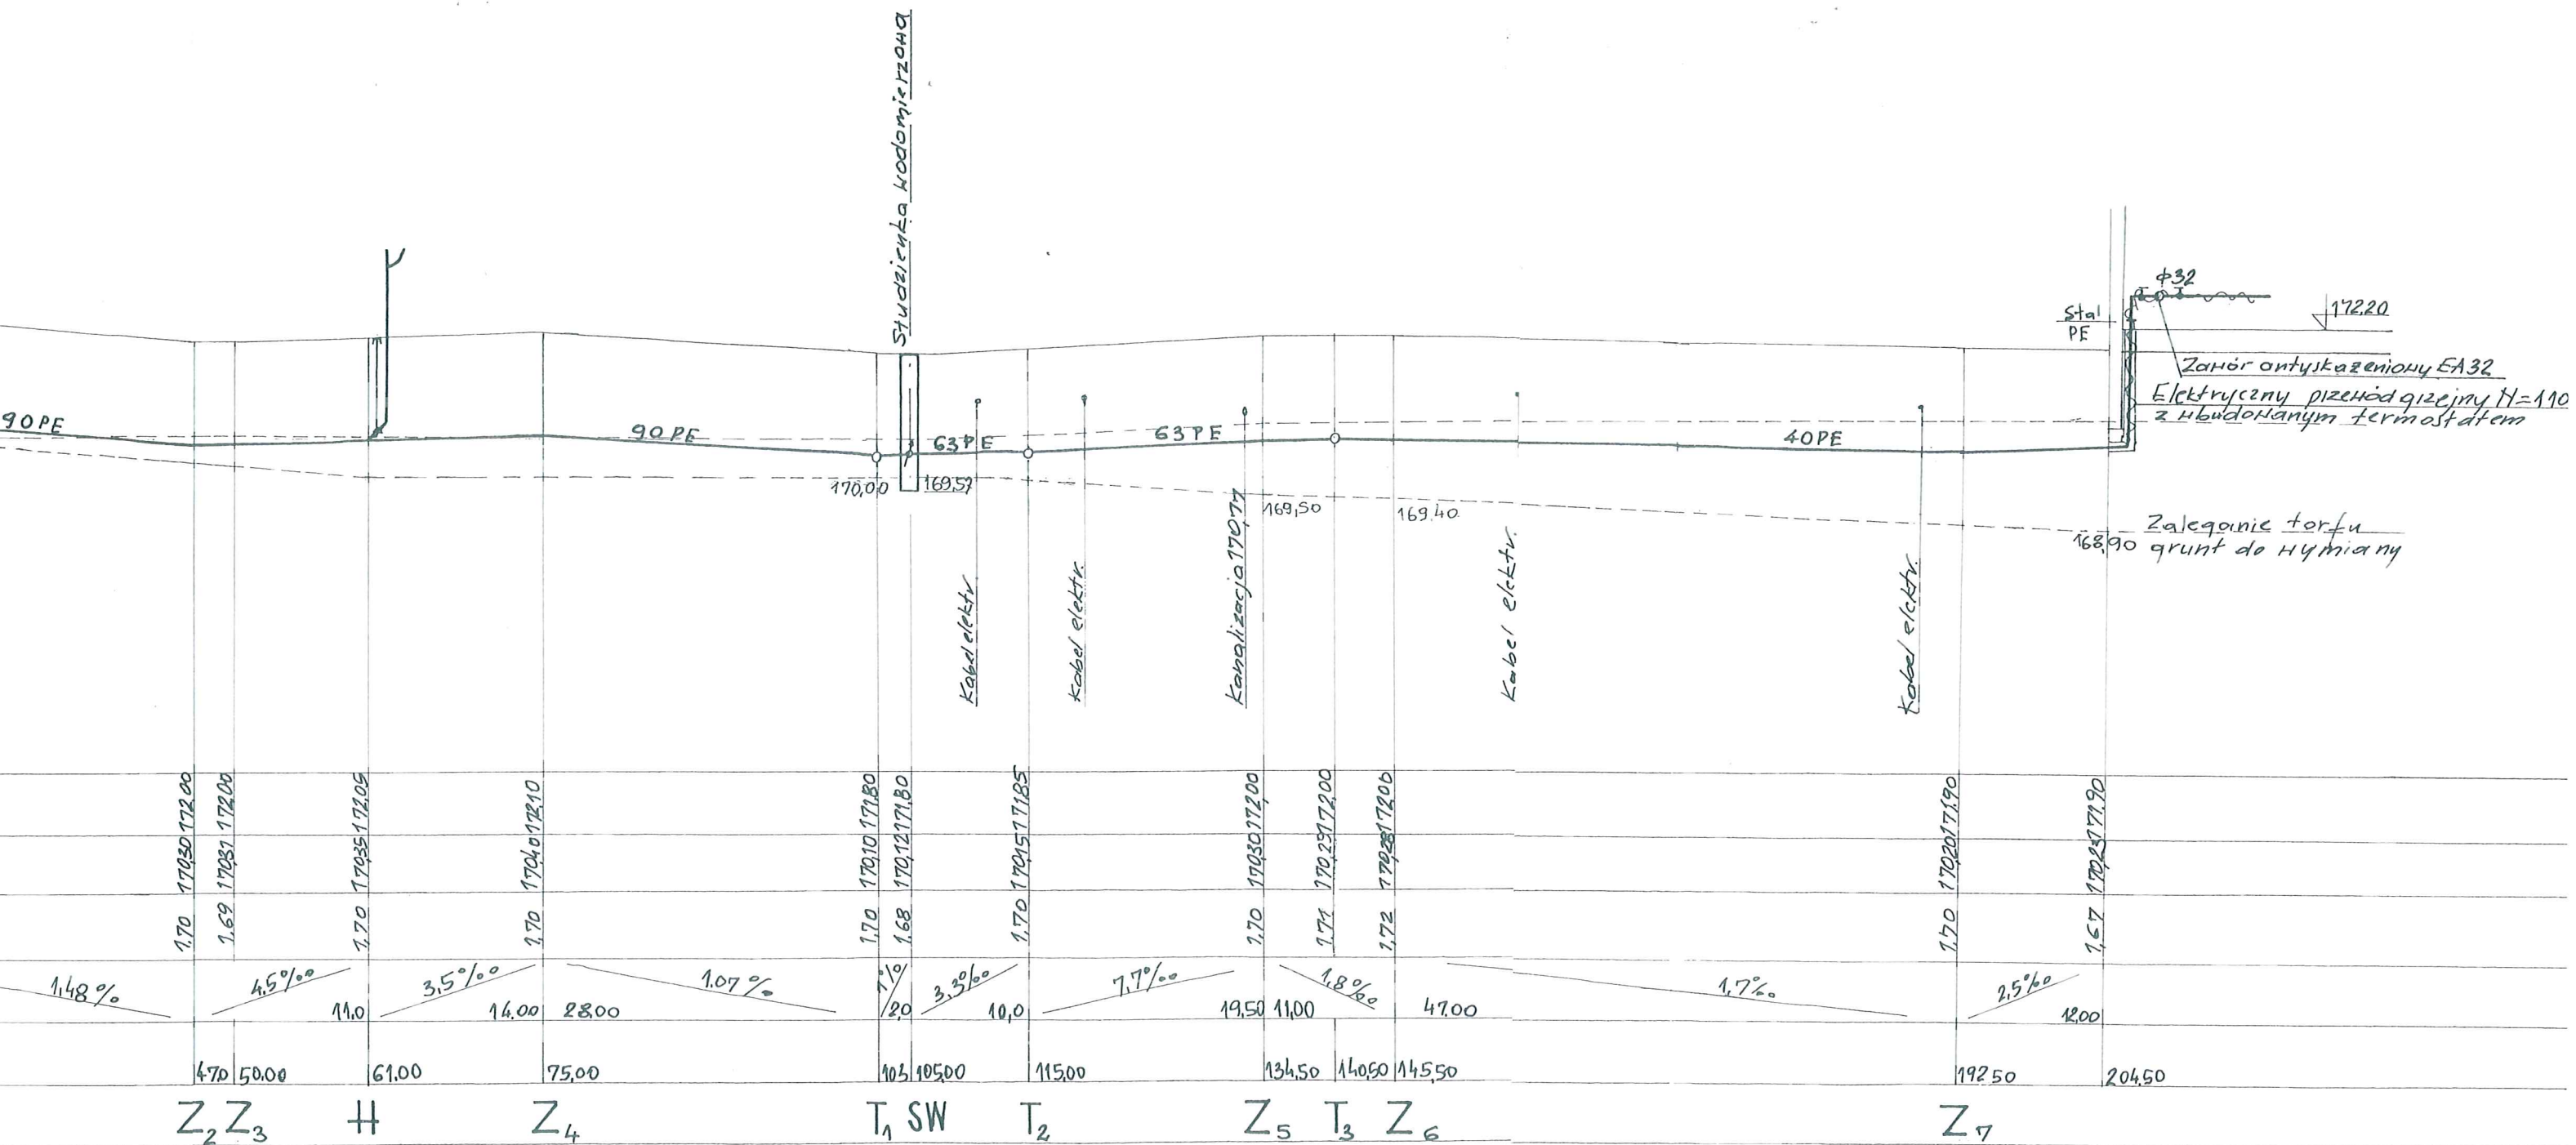 Studzienka wodomierzowa
ϕ32
Stal
PE
172.20
Zawór antyskażeniowy EA32
Elektryczny przewód grzejny N=110
z wbudowanym termostatem
90PE
90PE
63PE
63PE
40PE
170,00
169,57
169,50
169.40
168,90
Zaleganie torfu
grunt do wymiany
Kabel elektr.
Kabel elektr.
Kanalizacja 170,71
Kabel elektr.
Kabel elektr.
172.00 172.00 172.05 172.10 171.80 171.80 171.85 172.00 172.00 172.00 171.90 171.90
170.30 170.31 170.35 170.40 170.10 170.12 170.15 170.30 170.29 170.28 170.20 170.23
1.70 1.69 1.70 1.70 1.70 1.68 1.70 1.70 1.71 1.72 1.70 1.67
1.48% 4.5‰ 3,5‰ 1.07% 1% 3,3‰ 7,7‰ 1,8‰ 1,7‰ 2,5‰
11.0 14.00 28.00 2.0 10,0 19,50 11,00 47.00 12.00
47.0 50.00 61.00 75,00 103 105,00 115,00 134,50 140,50 145,50 192.50 204,50
Z2 Z3 H Z4 T1 SW T2 Z5 T3 Z6 Z7